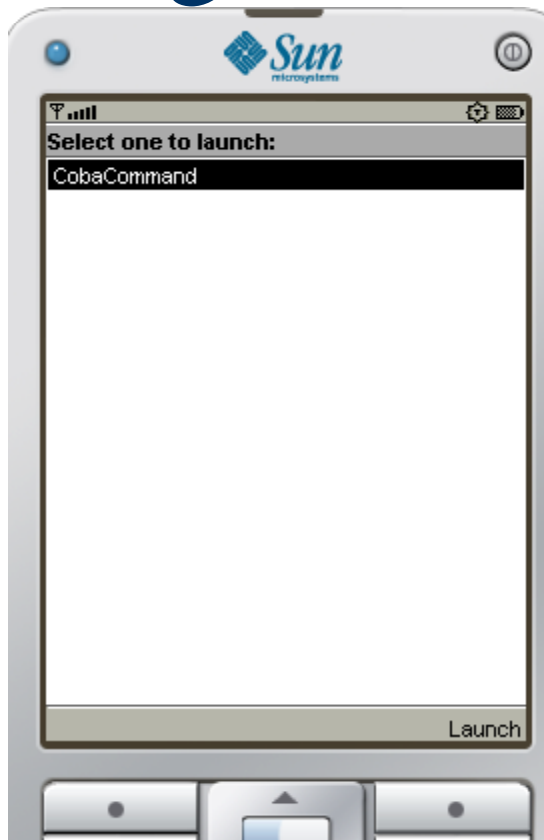 Sun
microsystems
Select one to launch:
CobaCommand
Launch